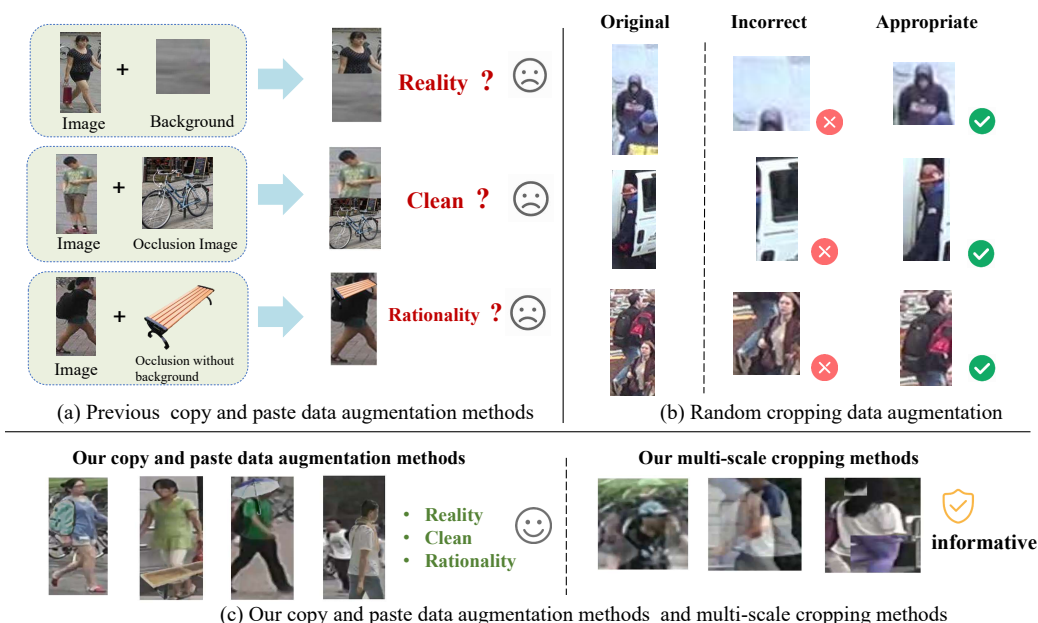 Image
+
Background
Reality ?
Image
+
Occlusion Image
Clean ?
Image
+
Occlusion without
background
Rationality ?
(a) Previous copy and paste data augmentation methods
Original Incorrect Appropriate
(b) Random cropping data augmentation
Our copy and paste data augmentation methods
• Reality
• Clean
• Rationality
Our multi-scale cropping methods
informative
(c) Our copy and paste data augmentation methods and multi-scale cropping methods